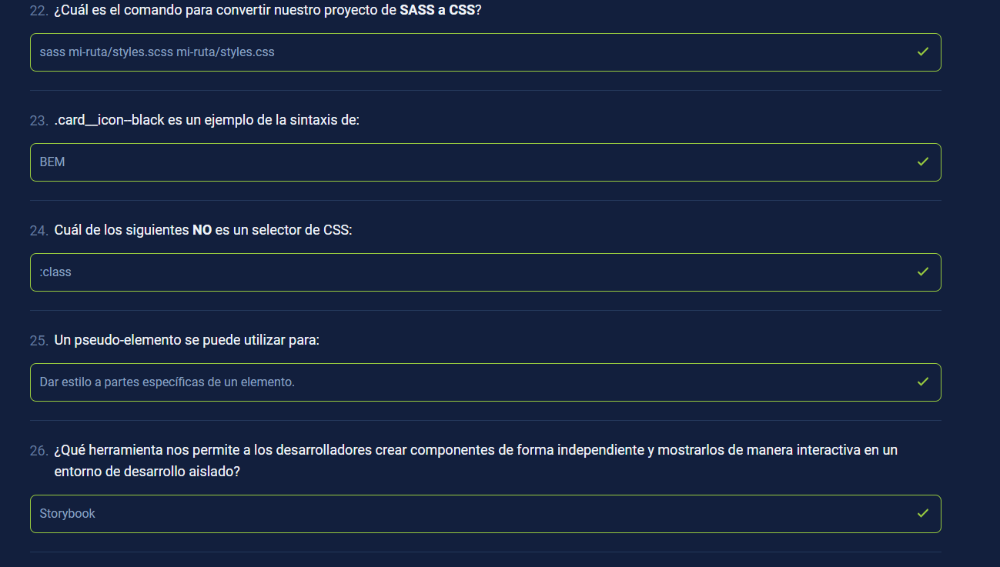 22. ¿Cuál es el comando para convertir nuestro proyecto de SASS a CSS?
sass mi-ruta/styles.scss mi-ruta/styles.css
23. .card__icon--black es un ejemplo de la sintaxis de:
BEM
24. Cuál de los siguientes NO es un selector de CSS:
:class
25. Un pseudo-elemento se puede utilizar para:
Dar estilo a partes específicas de un elemento.
26. ¿Qué herramienta nos permite a los desarrolladores crear componentes de forma independiente y mostrarlos de manera interactiva en un
entorno de desarrollo aislado?
Storybook